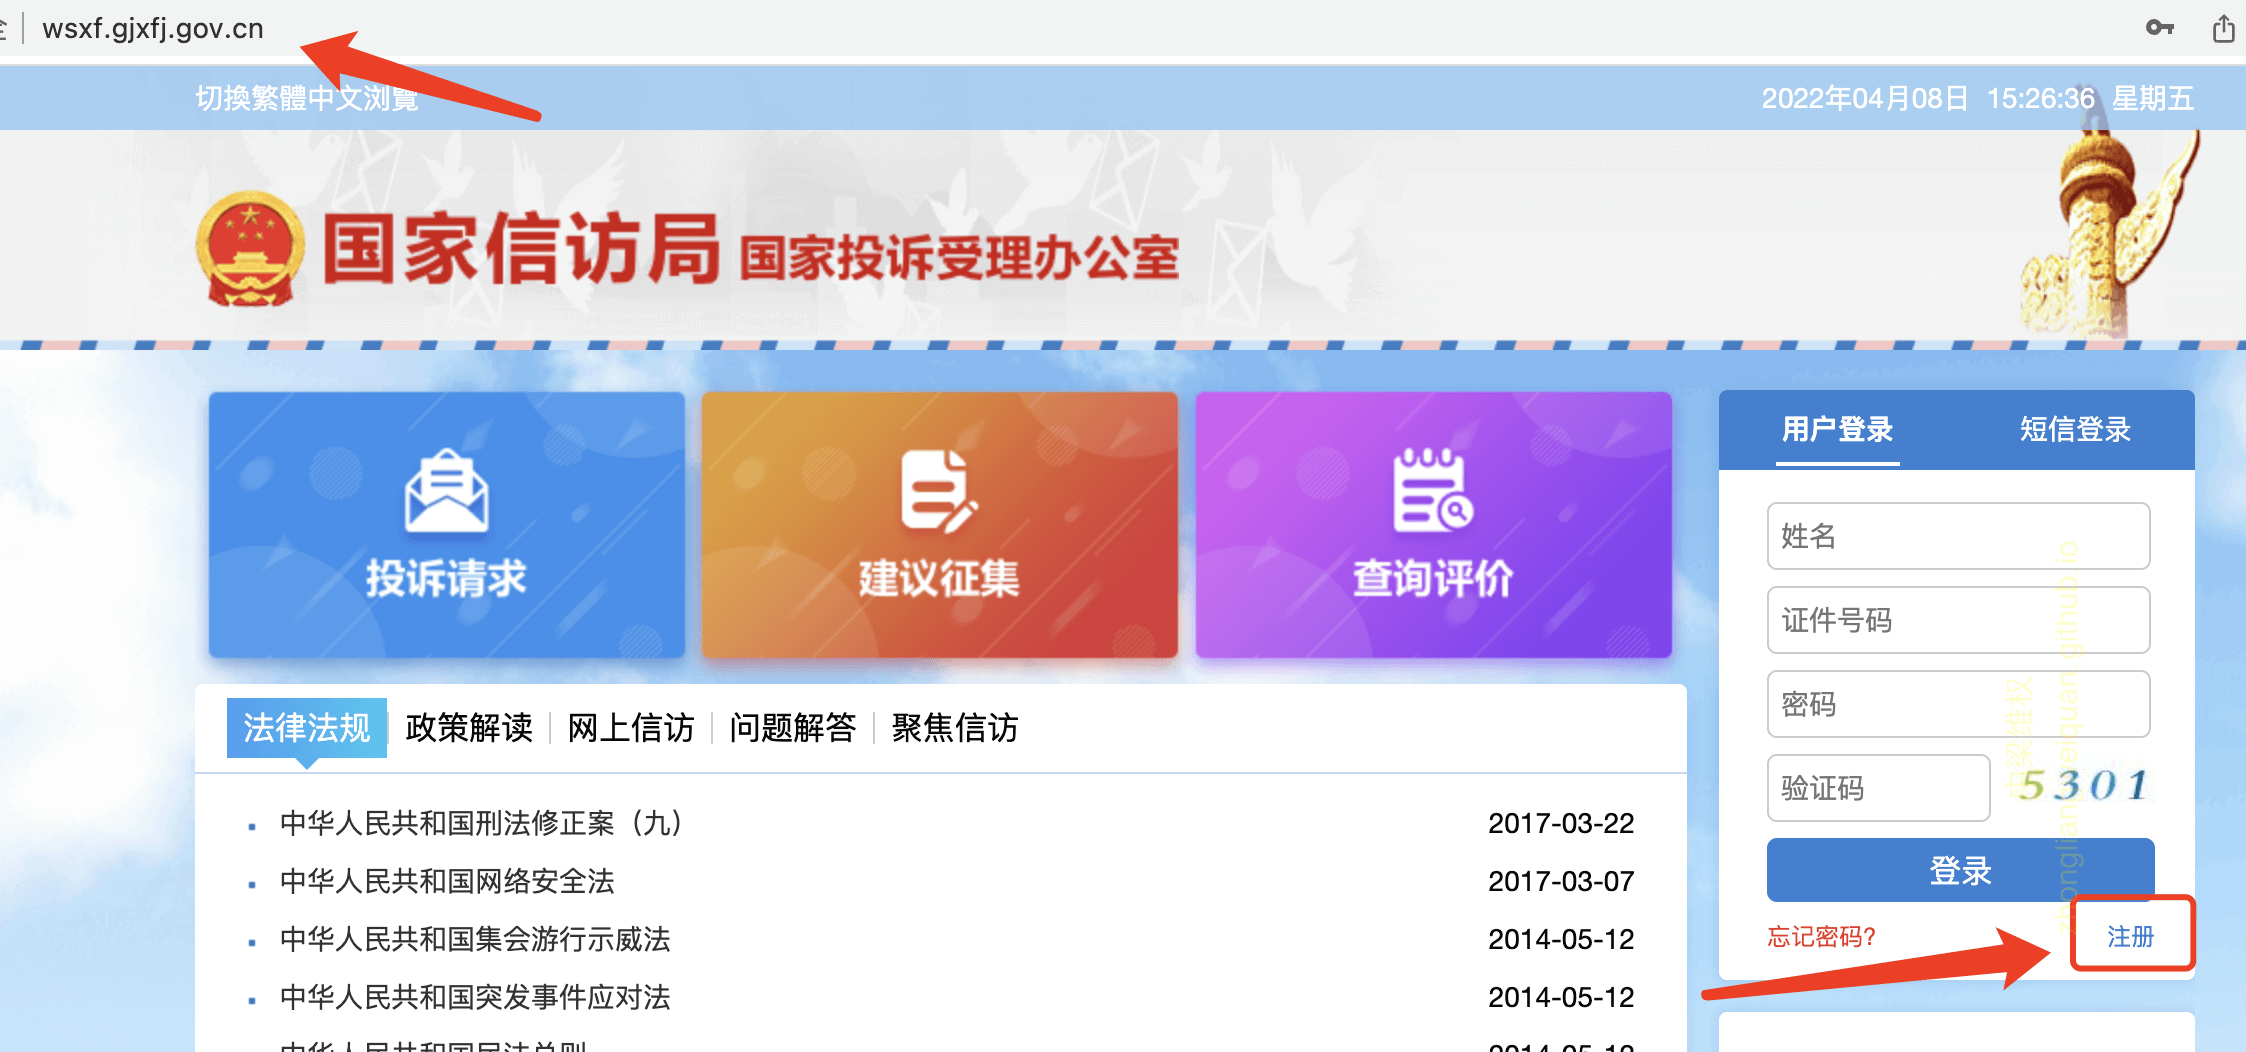 wsxf.gjxfj.gov.cn
切換繁體中文浏覽
2022年04月08日 15:26:36 星期五
国家信访局 国家投诉受理办公室
投诉请求
建议征集
查询评价
用户登录 短信登录
姓名
证件号码
密码
验证码 5301
登录
忘记密码? 注册
中梁维权
zhongliangweiquan.github.io
法律法规 政策解读 网上信访 问题解答 聚焦信访
中华人民共和国刑法修正案（九） 2017-03-22
中华人民共和国网络安全法 2017-03-07
中华人民共和国集会游行示威法 2014-05-12
中华人民共和国突发事件应对法 2014-05-12